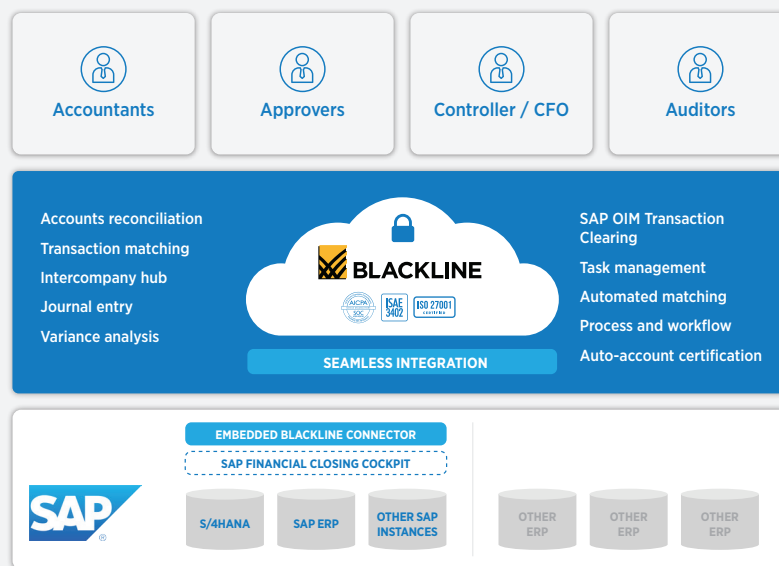 Accountants
Approvers
Controller / CFO
Auditors
Accounts reconciliation
Transaction matching
Intercompany hub
Journal entry
Variance analysis
BLACKLINE
AICPA
SOC
ISAE
3402
ISO 27001
SEAMLESS INTEGRATION
SAP OIM Transaction
Clearing
Task management
Automated matching
Process and workflow
Auto-account certification
EMBEDDED BLACKLINE CONNECTOR
SAP FINANCIAL CLOSING COCKPIT
SAP
®
S/4HANA
SAP ERP
OTHER SAP
INSTANCES
OTHER
ERP
OTHER
ERP
OTHER
ERP